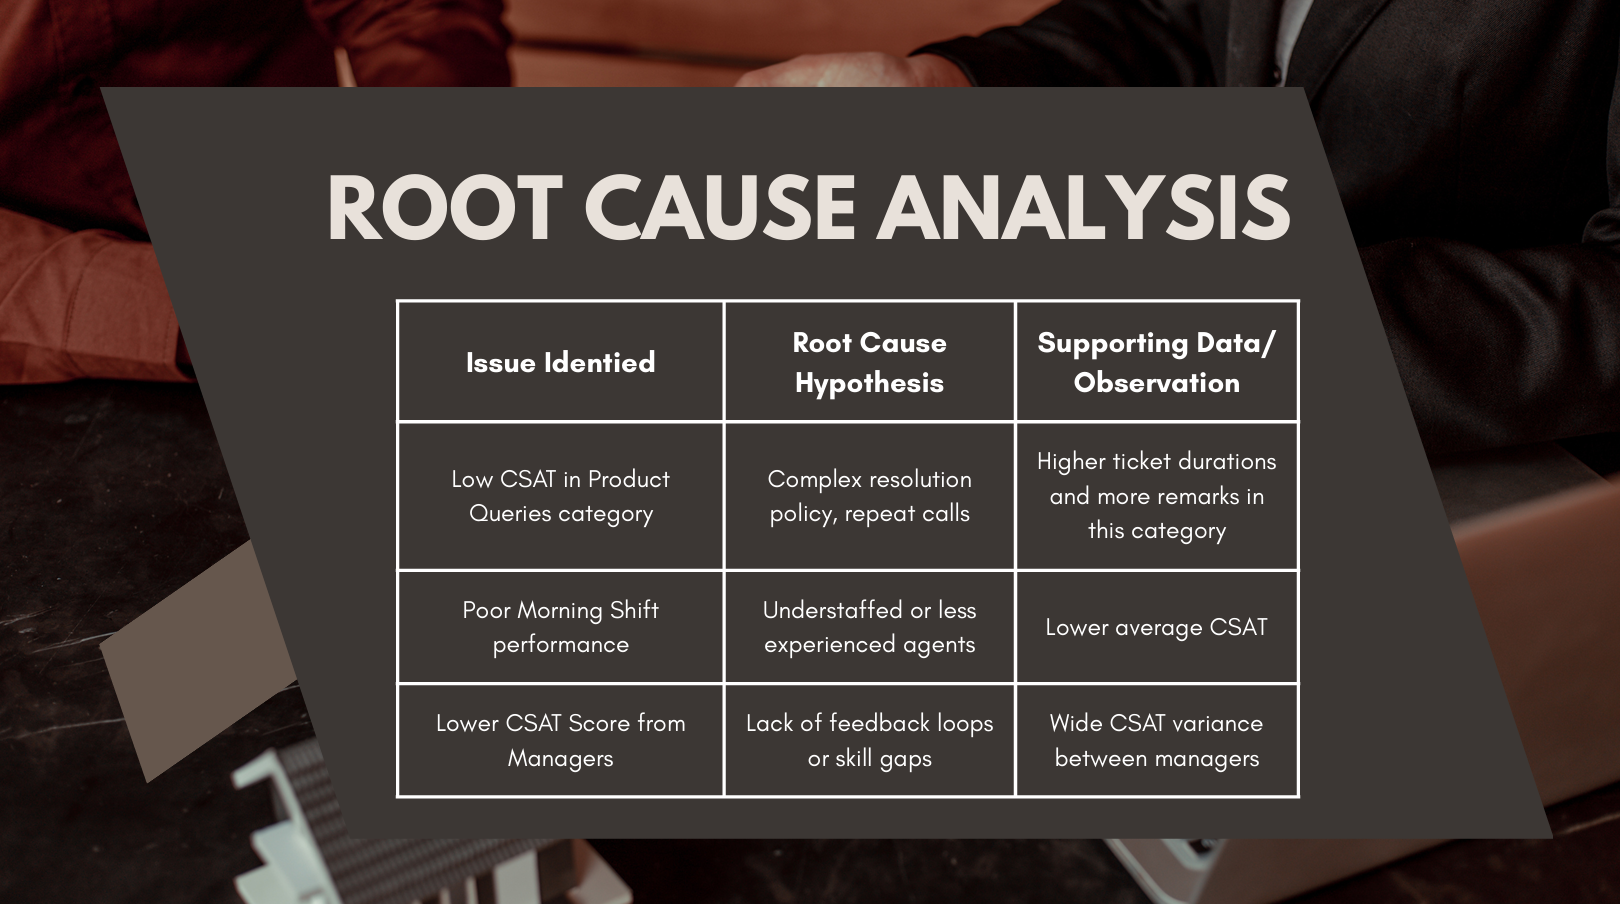 ROOT CAUSE ANALYSIS
Issue Identied
Root Cause
Hypothesis
Supporting Data/
Observation
Low CSAT in Product
Queries category
Complex resolution
policy, repeat calls
Higher ticket durations
and more remarks in
this category
Poor Morning Shift
performance
Understaffed or less
experienced agents
Lower average CSAT
Lower CSAT Score from
Managers
Lack of feedback loops
or skill gaps
Wide CSAT variance
between managers